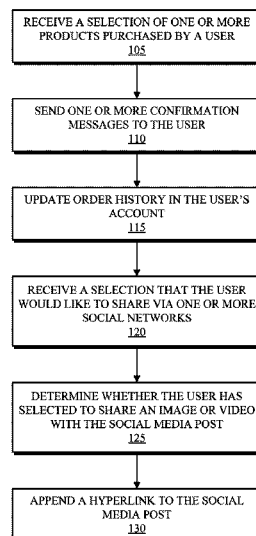 RECEIVE A SELECTION OF ONE OR MORE
PRODUCTS PURCHASED BY A USER
105
SEND ONE OR MORE CONFIRMATION
MESSAGES TO THE USER
110
UPDATE ORDER HISTORY IN THE USER'S
ACCOUNT
115
RECEIVE A SELECTION THAT THE USER
WOULD LIKE TO SHARE VIA ONE OR MORE
SOCIAL NETWORKS
120
DETERMINE WHETHER THE USER HAS
SELECTED TO SHARE AN IMAGE OR VIDEO
WITH THE SOCIAL MEDIA POST
125
APPEND A HYPERLINK TO THE SOCIAL
MEDIA POST
130